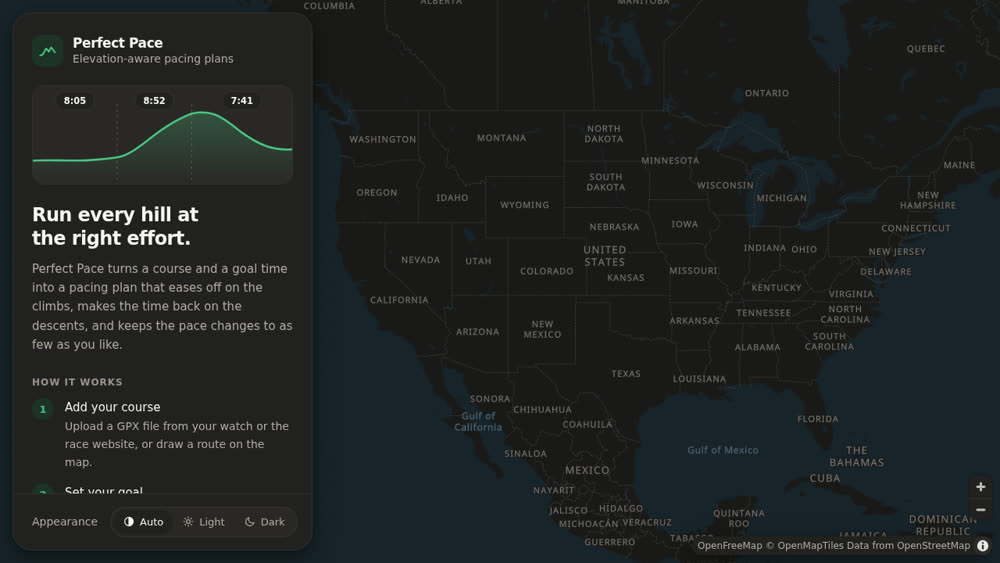 Perfect Pace
Elevation-aware pacing plans
8:05
8:52
7:41
Run every hill at
the right effort.
Perfect Pace turns a course and a goal time
into a pacing plan that eases off on the
climbs, makes the time back on the
descents, and keeps the pace changes to as
few as you like.
HOW IT WORKS
1
Add your course
Upload a GPX file from your watch or the
race website, or draw a route on the
map.
Set your goal
Appearance
Auto
Light
Dark
COLUMBIA
ALBERTA
MANITOBA
QUEBEC
ONTARIO
WASHINGTON
MONTANA
NORTH
DAKOTA
MINNESOTA
MAINE
OREGON
IDAHO
WYOMING
SOUTH
DAKOTA
WISCONSIN
MICHIGAN
NEW
HAMPSHIRE
NEBRASKA
IOWA
CONNECTICUT
NEVADA
UTAH
COLORADO
UNITED
STATES
KANSAS
MISSOURI
INDIANA
OHIO
NEW JERSEY
DELAWARE
CALIFORNIA
KENTUCKY
VIRGINIA
ARIZONA
NEW
MEXICO
ARKANSAS
TENNESSEE
NORTH
CAROLINA
ALABAMA
SOUTH
CAROLINA
TEXAS
LOUISIANA
SONORA
Gulf of
California
CHIHUAHUA
COAHUILA
FLORIDA
SINALOA
Gulf of Mexico
THE
BAHAMAS
MEXICO
CUBA
NAYARIT
JALISCO
HIDALGO
MICHOACÁN
VERACRUZ
QUINTANA
ROO
DOMINICAN
REPUBLIC
GUERRERO
OpenFreeMap © OpenMapTiles Data from OpenStreetMap